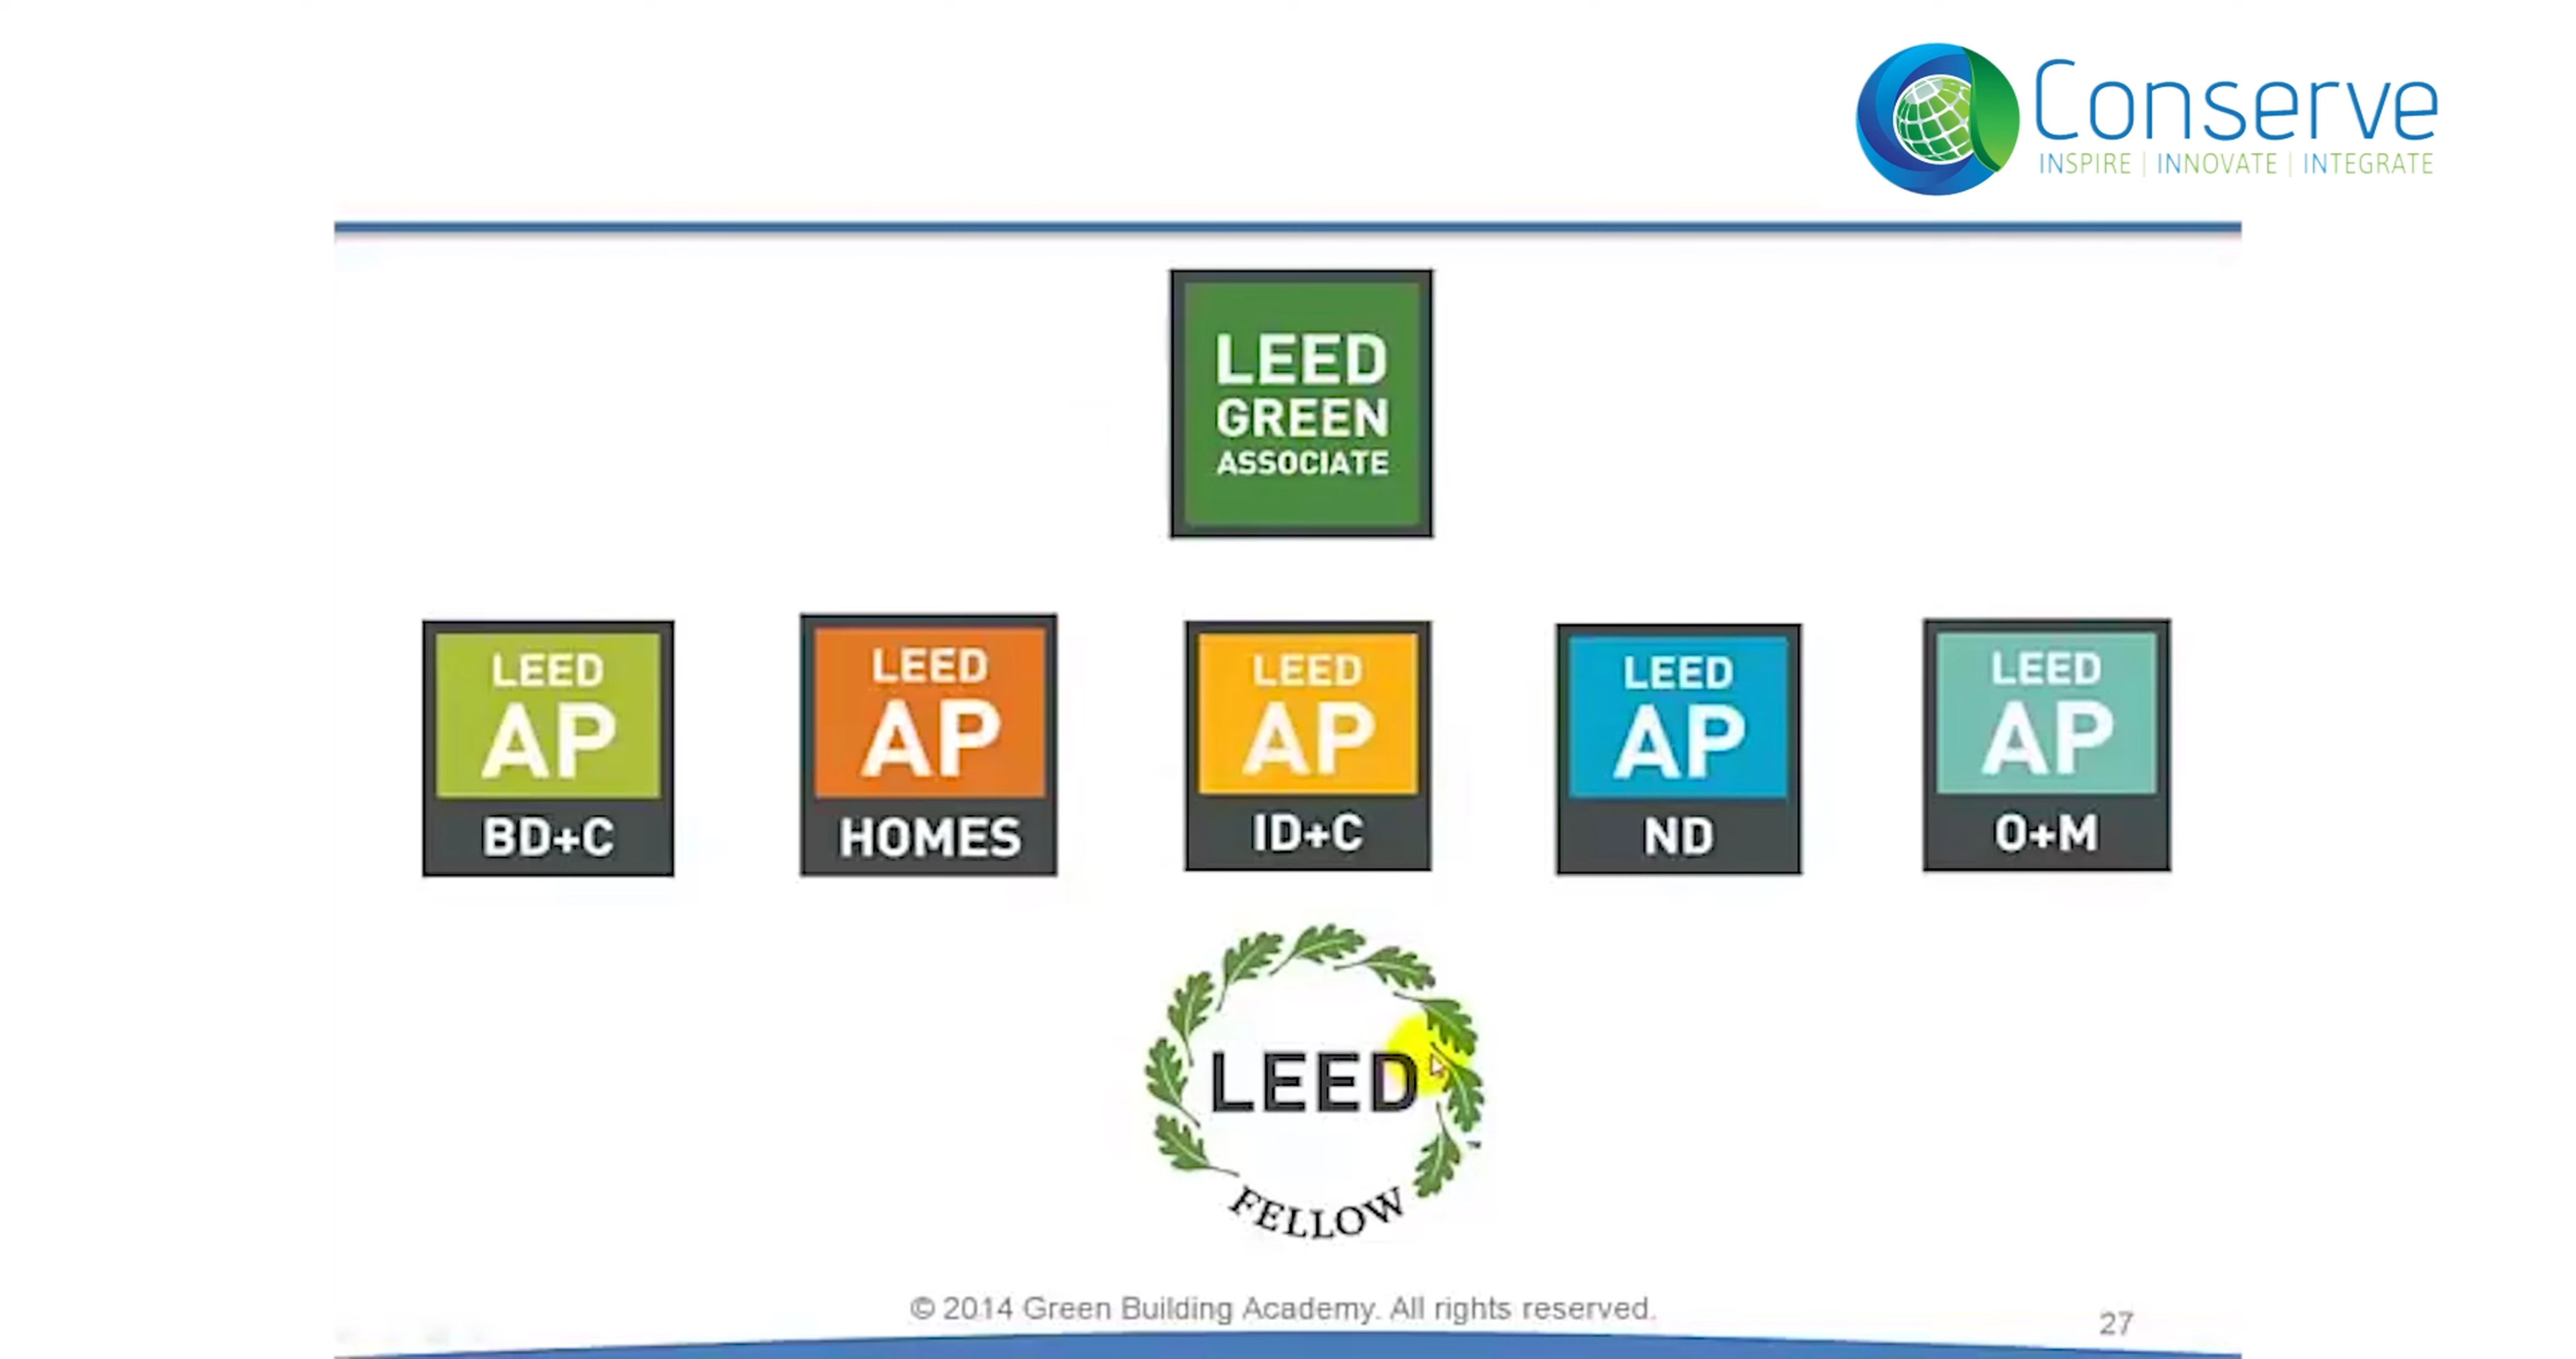 Conserve
INSPIRE | INNOVATE | INTEGRATE
LEED
GREEN
ASSOCIATE
LEED
AP
BD+C
LEED
AP
HOMES
LEED
AP
ID+C
LEED
AP
ND
LEED
AP
O+M
LEED
FELLOW
© 2014 Green Building Academy. All rights reserved.
27